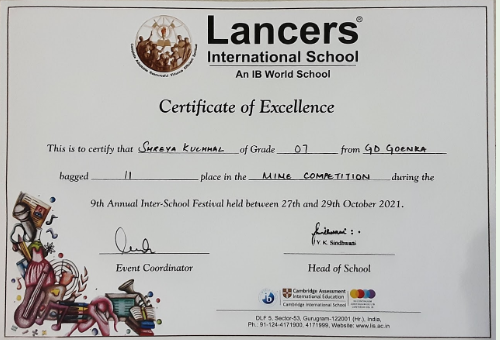 Lancers®
International School
An IB World School
Certificate of Excellence
This is to certify that SHREYA KUCHHAL of Grade 07 from GD GOENKA
bagged II place in the MIME COMPETITION during the
9th Annual Inter-School Festival held between 27th and 29th October 2021.
Y. K. Sindhwani
Event Coordinator Head of School
Cambridge Assessment
International Education
Cambridge International School
DLF 5, Sector-53, Gurugram-122001 (Hr.), India,
Ph.: 91-124-4171900, 4171999, Website: www.lis.ac.in